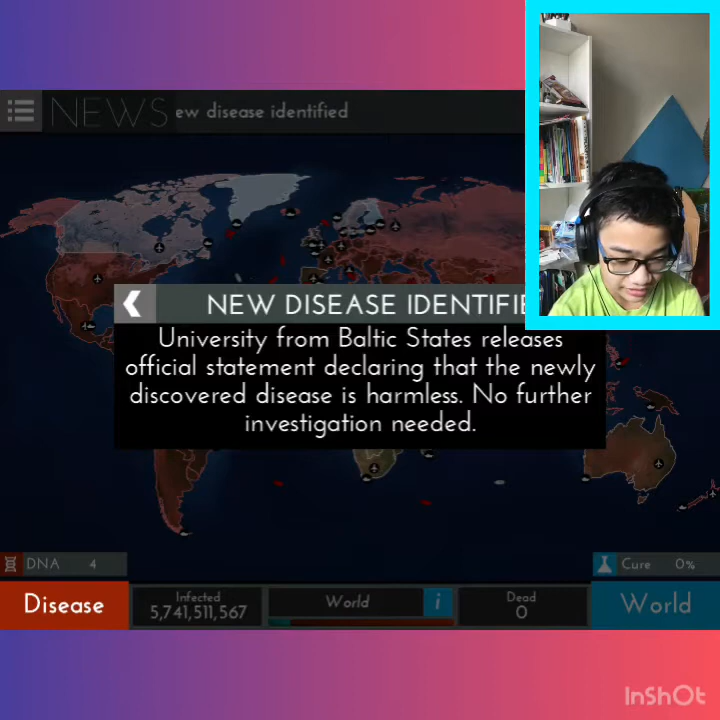 NEWS ew disease identified
NEW DISEASE IDENTIFIE
University from Baltic States releases
official statement declaring that the newly
discovered disease is harmless. No further
investigation needed.
DNA 4
Cure 0%
Disease
Infected
5,741,511,567
World
i
Dead
0
World
InShOt